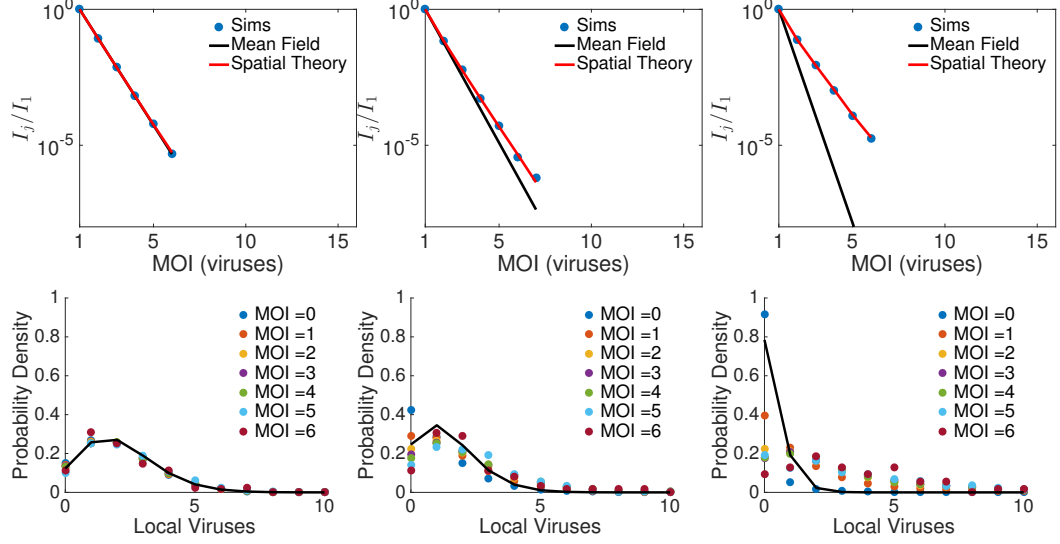 Sims
Mean Field
Spatial Theory
I_j/I_1
10^0
10^-5
1
5
10
15
MOI (viruses)
Sims
Mean Field
Spatial Theory
I_j/I_1
10^0
10^-5
1
5
10
15
MOI (viruses)
Sims
Mean Field
Spatial Theory
I_j/I_1
10^0
10^-5
1
5
10
15
MOI (viruses)
1
0.8
0.6
0.4
0.2
0
Probability Density
MOI =0
MOI =1
MOI =2
MOI =3
MOI =4
MOI =5
MOI =6
0
5
10
Local Viruses
1
0.8
0.6
0.4
0.2
0
Probability Density
MOI =0
MOI =1
MOI =2
MOI =3
MOI =4
MOI =5
MOI =6
0
5
10
Local Viruses
1
0.8
0.6
0.4
0.2
0
Probability Density
MOI =0
MOI =1
MOI =2
MOI =3
MOI =4
MOI =5
MOI =6
0
5
10
Local Viruses